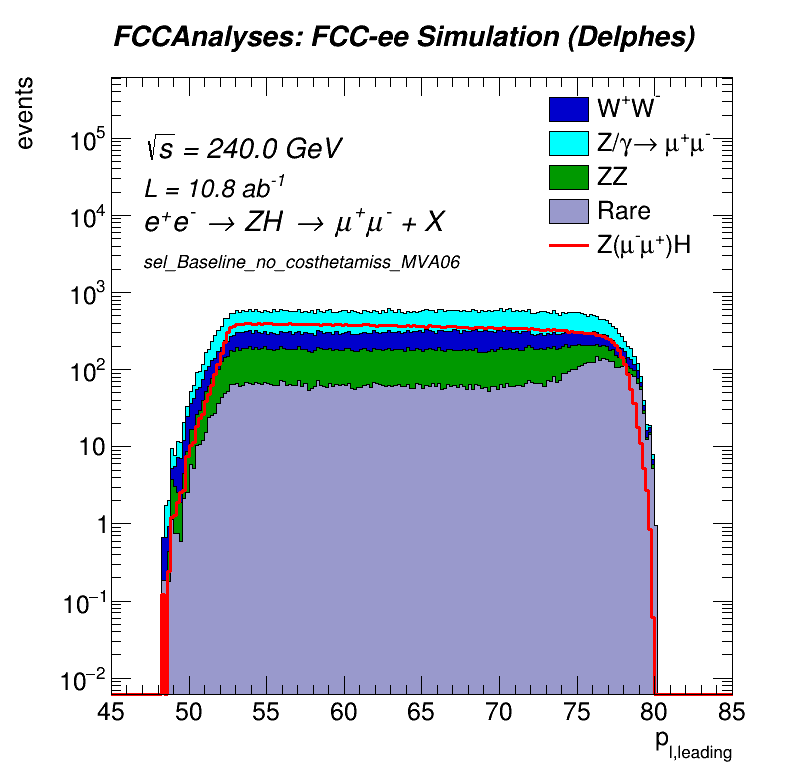 FCCAnalyses: FCC-ee Simulation (Delphes)
events
√s = 240.0 GeV
L = 10.8 ab⁻¹
e⁺e⁻ → ZH → μ⁺μ⁻ + X
sel_Baseline_no_costhetamiss_MVA06
W⁺W⁻
Z/γ→ μ⁺μ⁻
ZZ
Rare
Z(μ⁻μ⁺)H
10⁵
10⁴
10³
10²
10
1
10⁻¹
10⁻²
45 50 55 60 65 70 75 80 85
p_l,leading